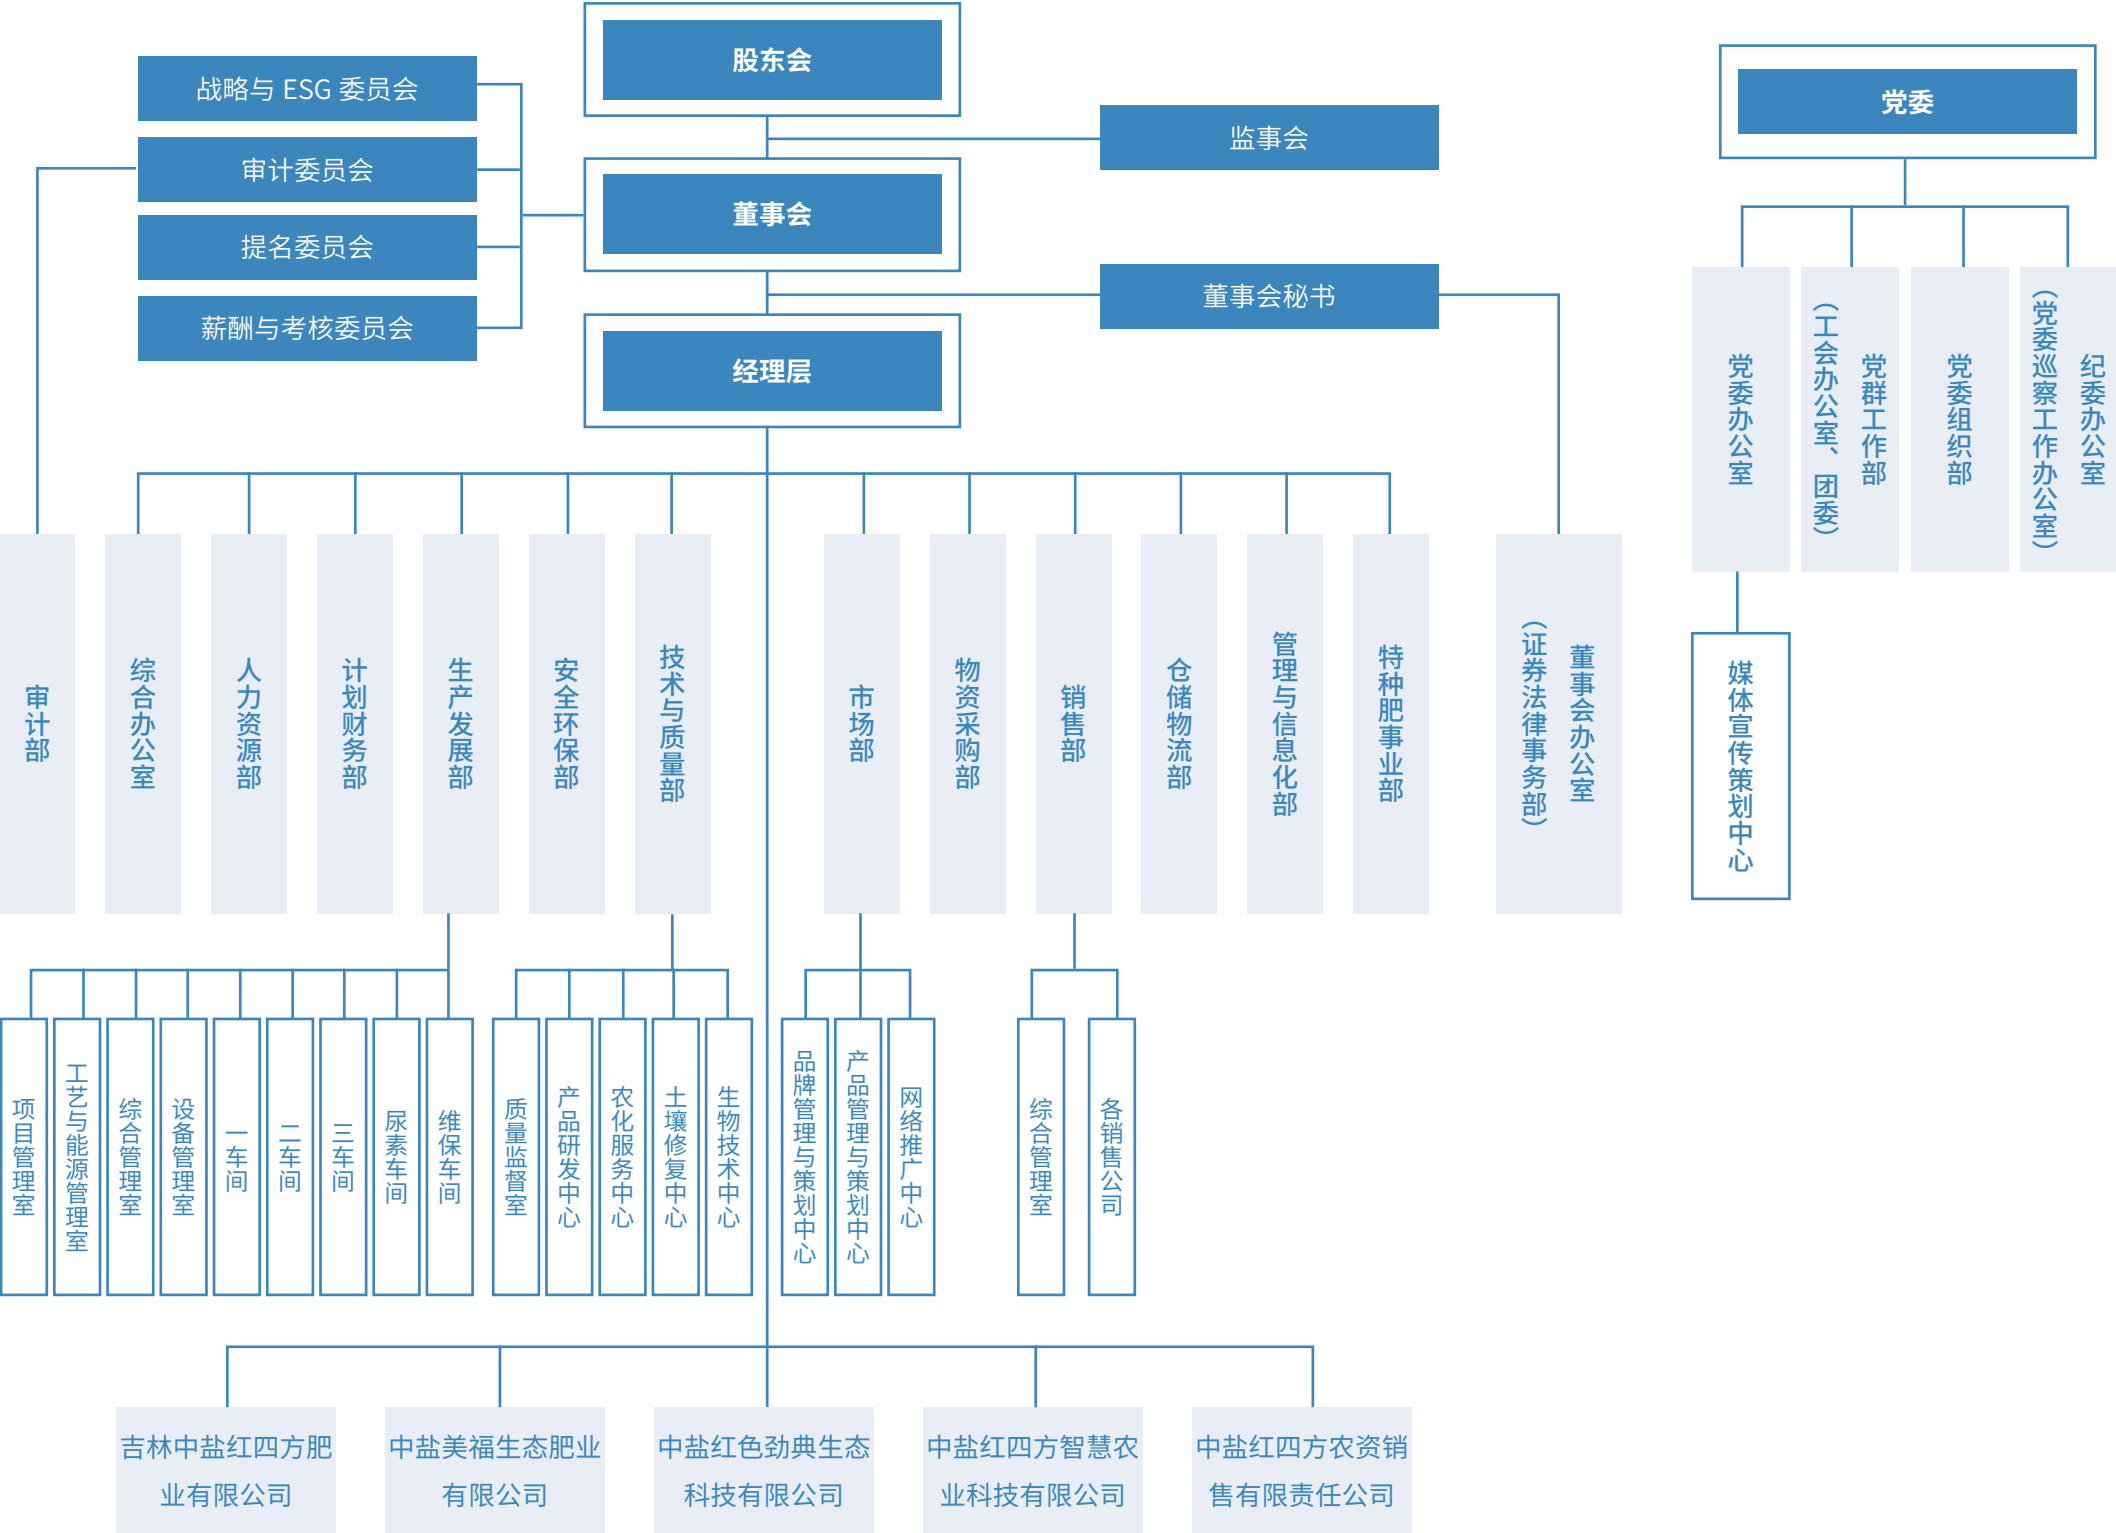 股东会
党委
战略与 ESG 委员会
监事会
审计委员会
董事会
提名委员会
董事会秘书
薪酬与考核委员会
经理层
党委办公室
党群工作部
（工会办公室、团委）
党委组织部
纪委办公室
（党委巡察工作办公室）
审计部
综合办公室
人力资源部
计划财务部
生产发展部
安全环保部
技术与质量部
市场部
物资采购部
销售部
仓储物流部
管理与信息化部
特种肥事业部
董事会办公室
（证券法律事务部）
媒体宣传策划中心
项目管理室
工艺与能源管理室
综合管理室
设备管理室
一车间
二车间
三车间
尿素车间
维保车间
质量监督室
产品研发中心
农化服务中心
土壤修复中心
生物技术中心
品牌管理与策划中心
产品管理与策划中心
网络推广中心
综合管理室
各销售公司
吉林中盐红四方肥
业有限公司
中盐美福生态肥业
有限公司
中盐红色劲典生态
科技有限公司
中盐红四方智慧农
业科技有限公司
中盐红四方农资销
售有限责任公司